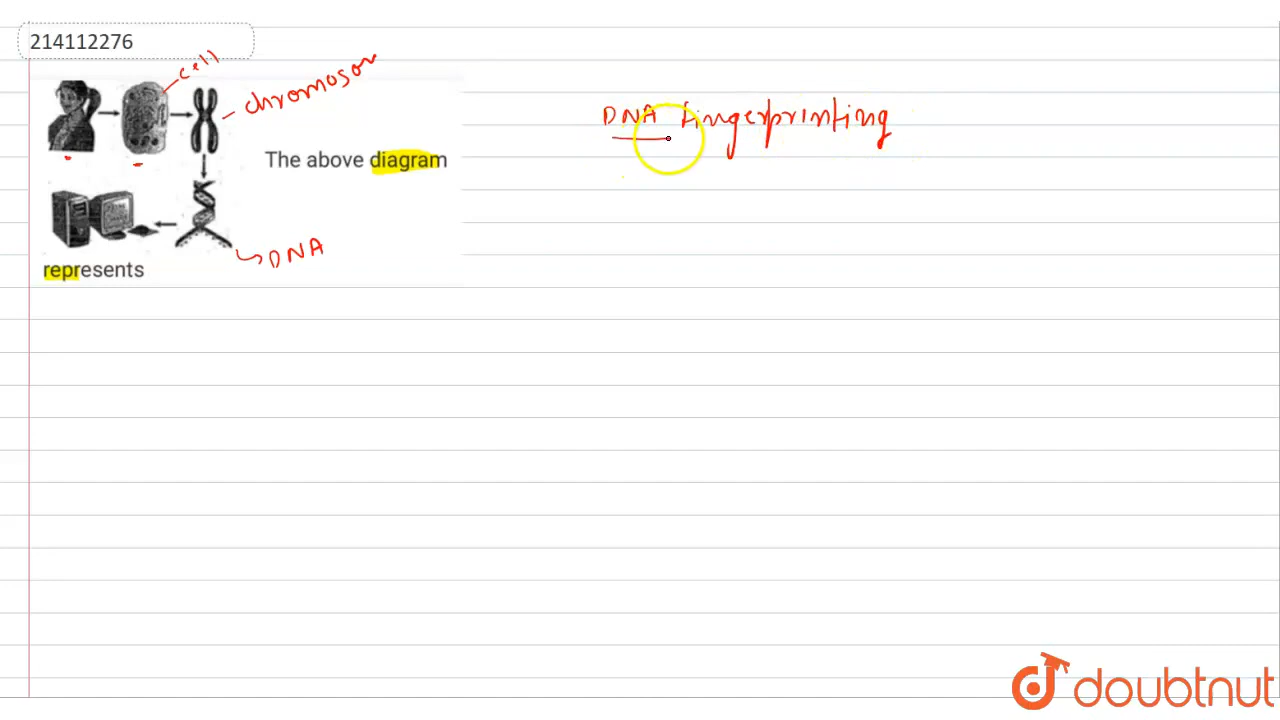 214112276
cell
chromosom
DNA fingerprinting
The above diagram
DNA
represents
doubtnut